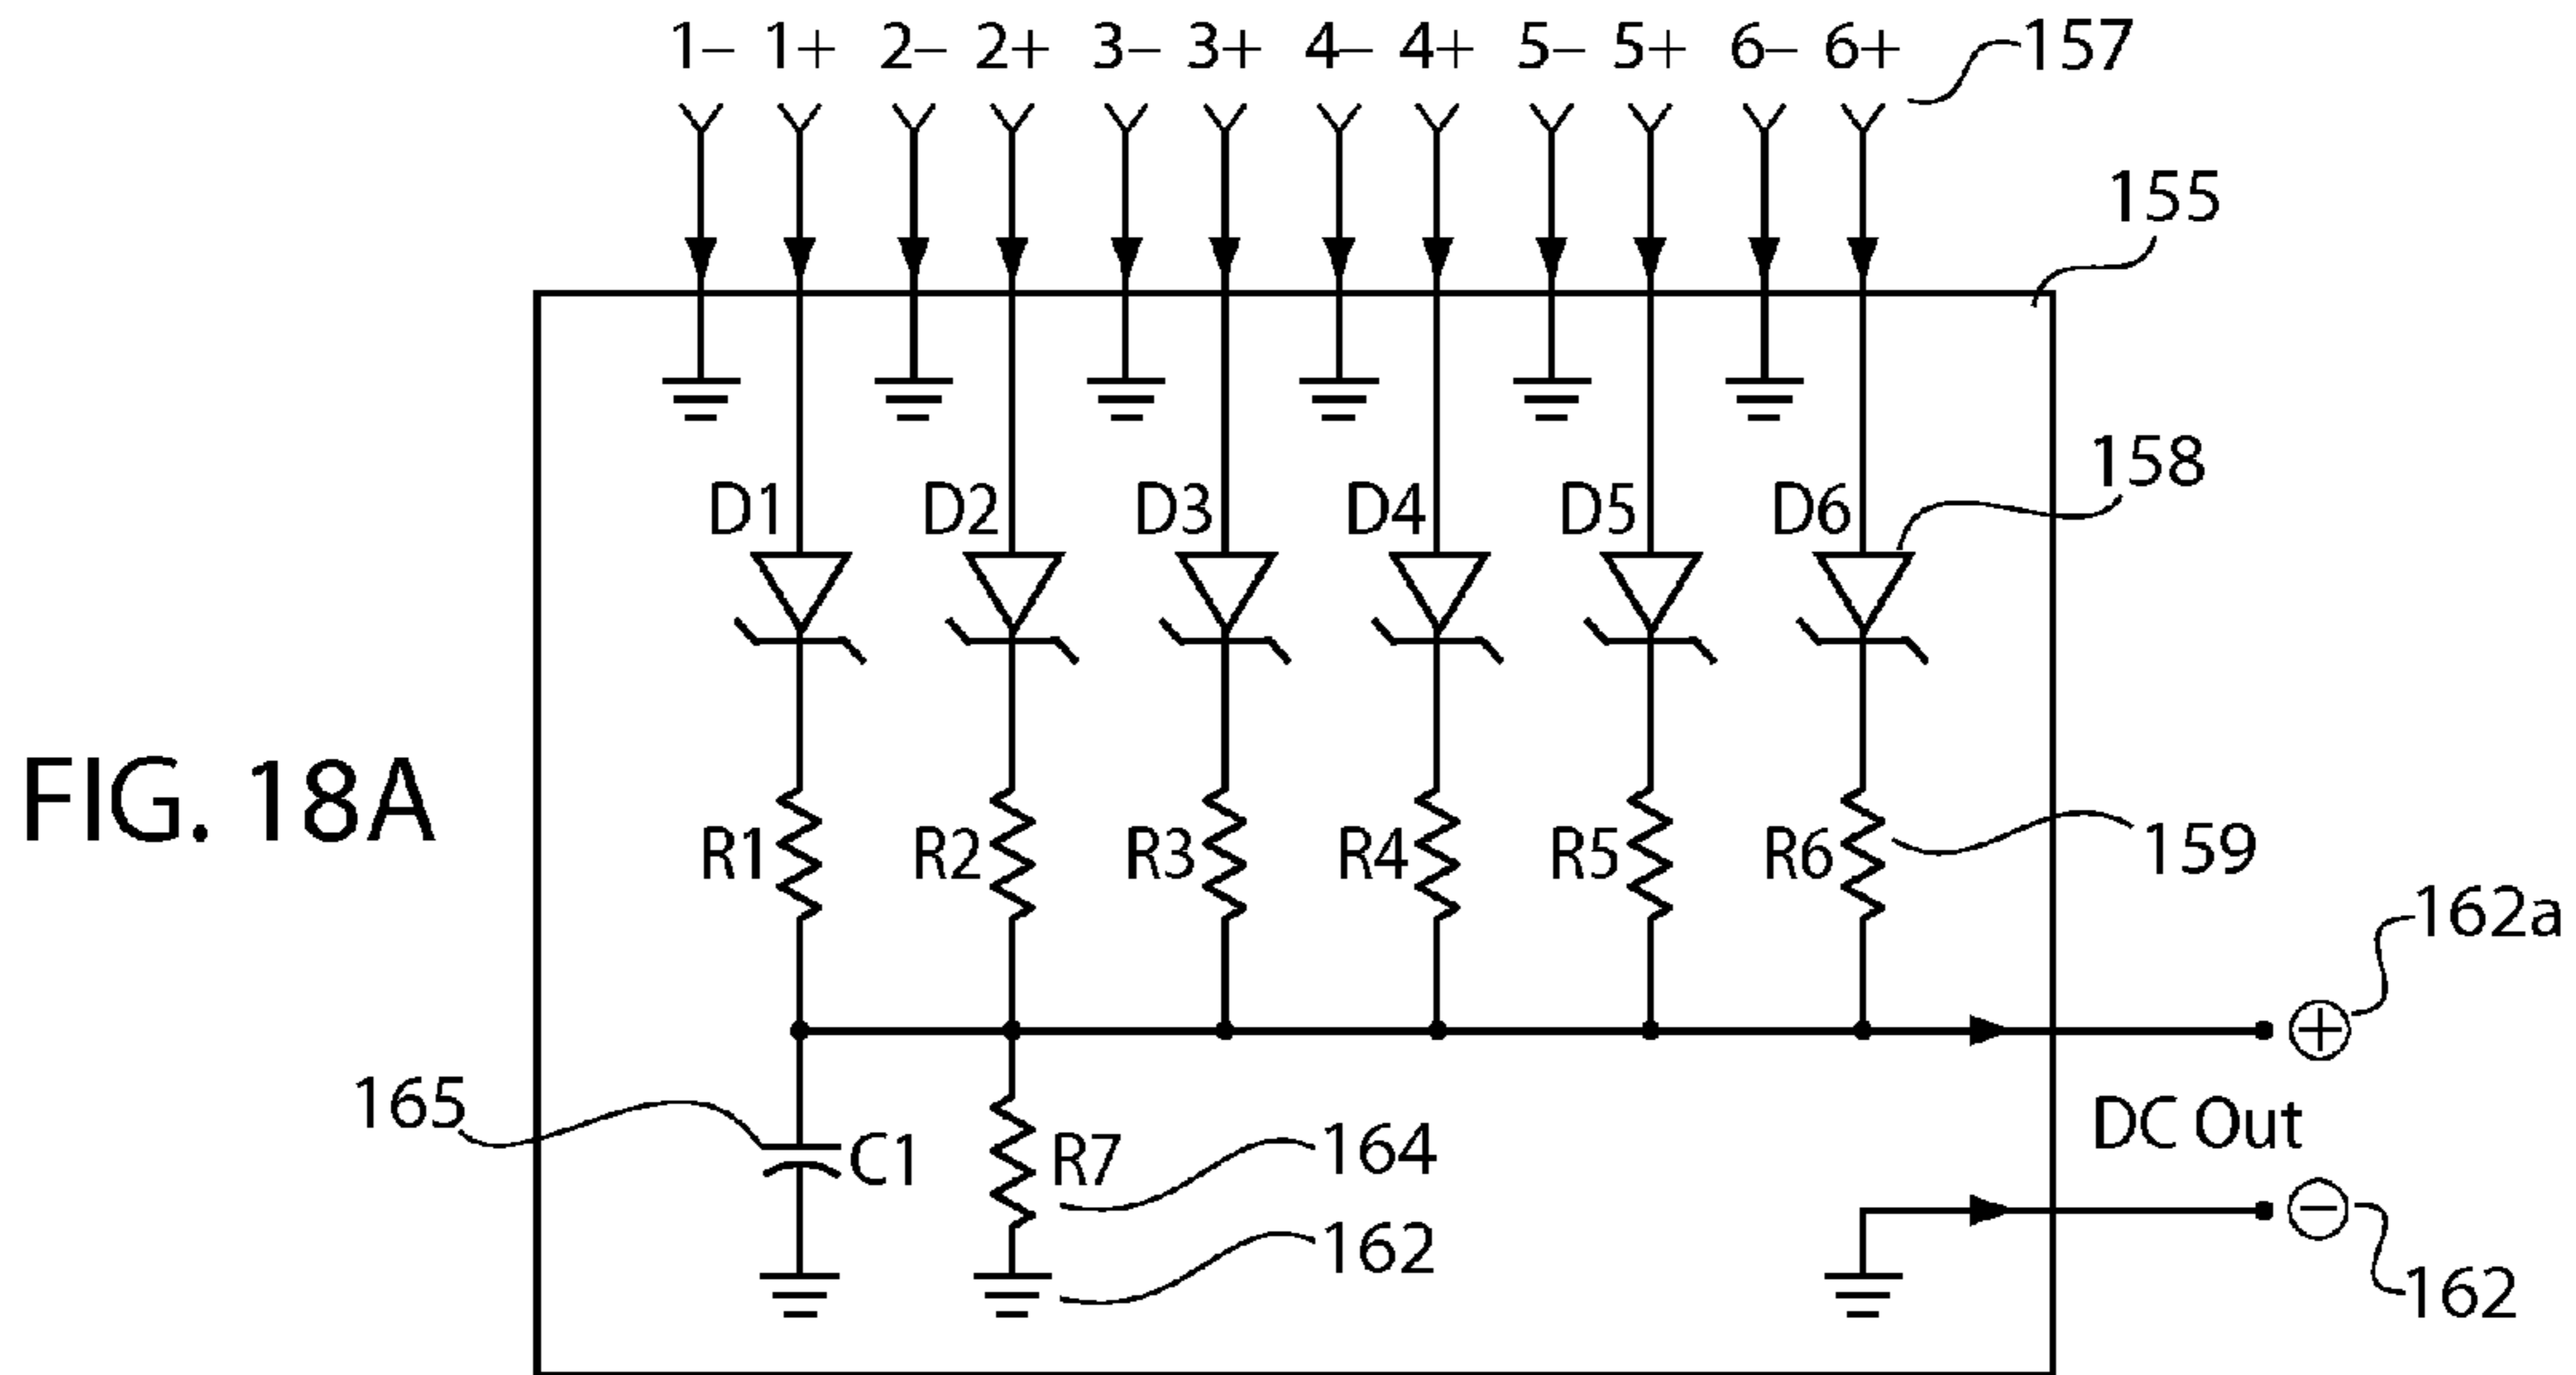 1– 1+ 2– 2+ 3– 3+ 4– 4+ 5– 5+ 6– 6+ 157
155
158
D1 D2 D3 D4 D5 D6
FIG. 18A
R1 R2 R3 R4 R5 R6 159
162a
+
165 C1 R7 164 DC Out
162 –
162